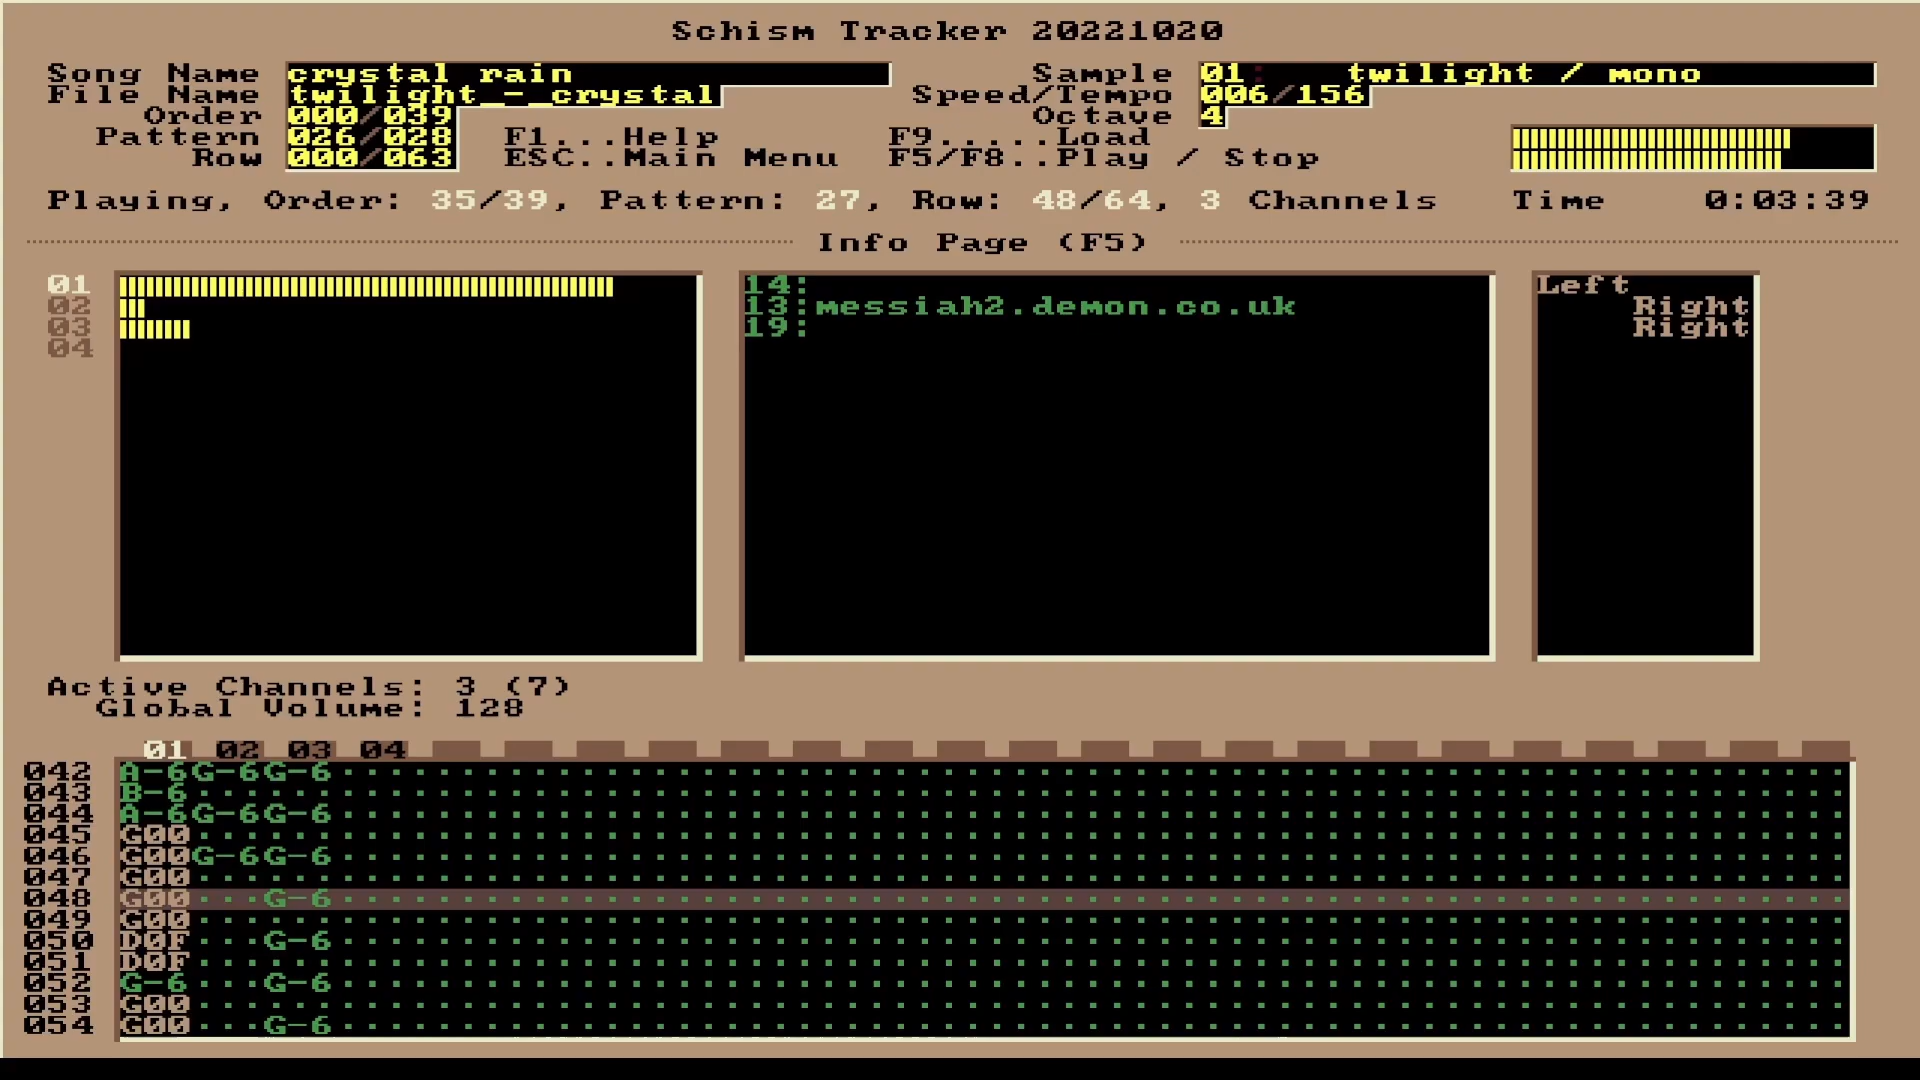 Schism Tracker 20221020
Song Name crystal rain Sample 01: twilight / mono
File Name twilight_-_crystal Speed/Tempo 006/156
Order 000/039 Octave 4
Pattern 026/028 F1...Help F9.....Load
Row 000/063 ESC..Main Menu F5/F8..Play / Stop
Playing, Order: 35/39, Pattern: 27, Row: 48/64, 3 Channels Time 0:03:39
Info Page (F5)
01 14: Left
02 13:messiah2.demon.co.uk Right
03 19: Right
04
Active Channels: 3 (7)
Global Volume: 128
01 02 03 04
042 A-6 G-6 G-6
043 B-6
044 A-6 G-6 G-6
045 G00
046 G00 G-6 G-6
047 G00
048 G00 ... G-6
049 G00
050 D0F ... G-6
051 D0F
052 G-6 ... G-6
053 G00
054 G00 ... G-6